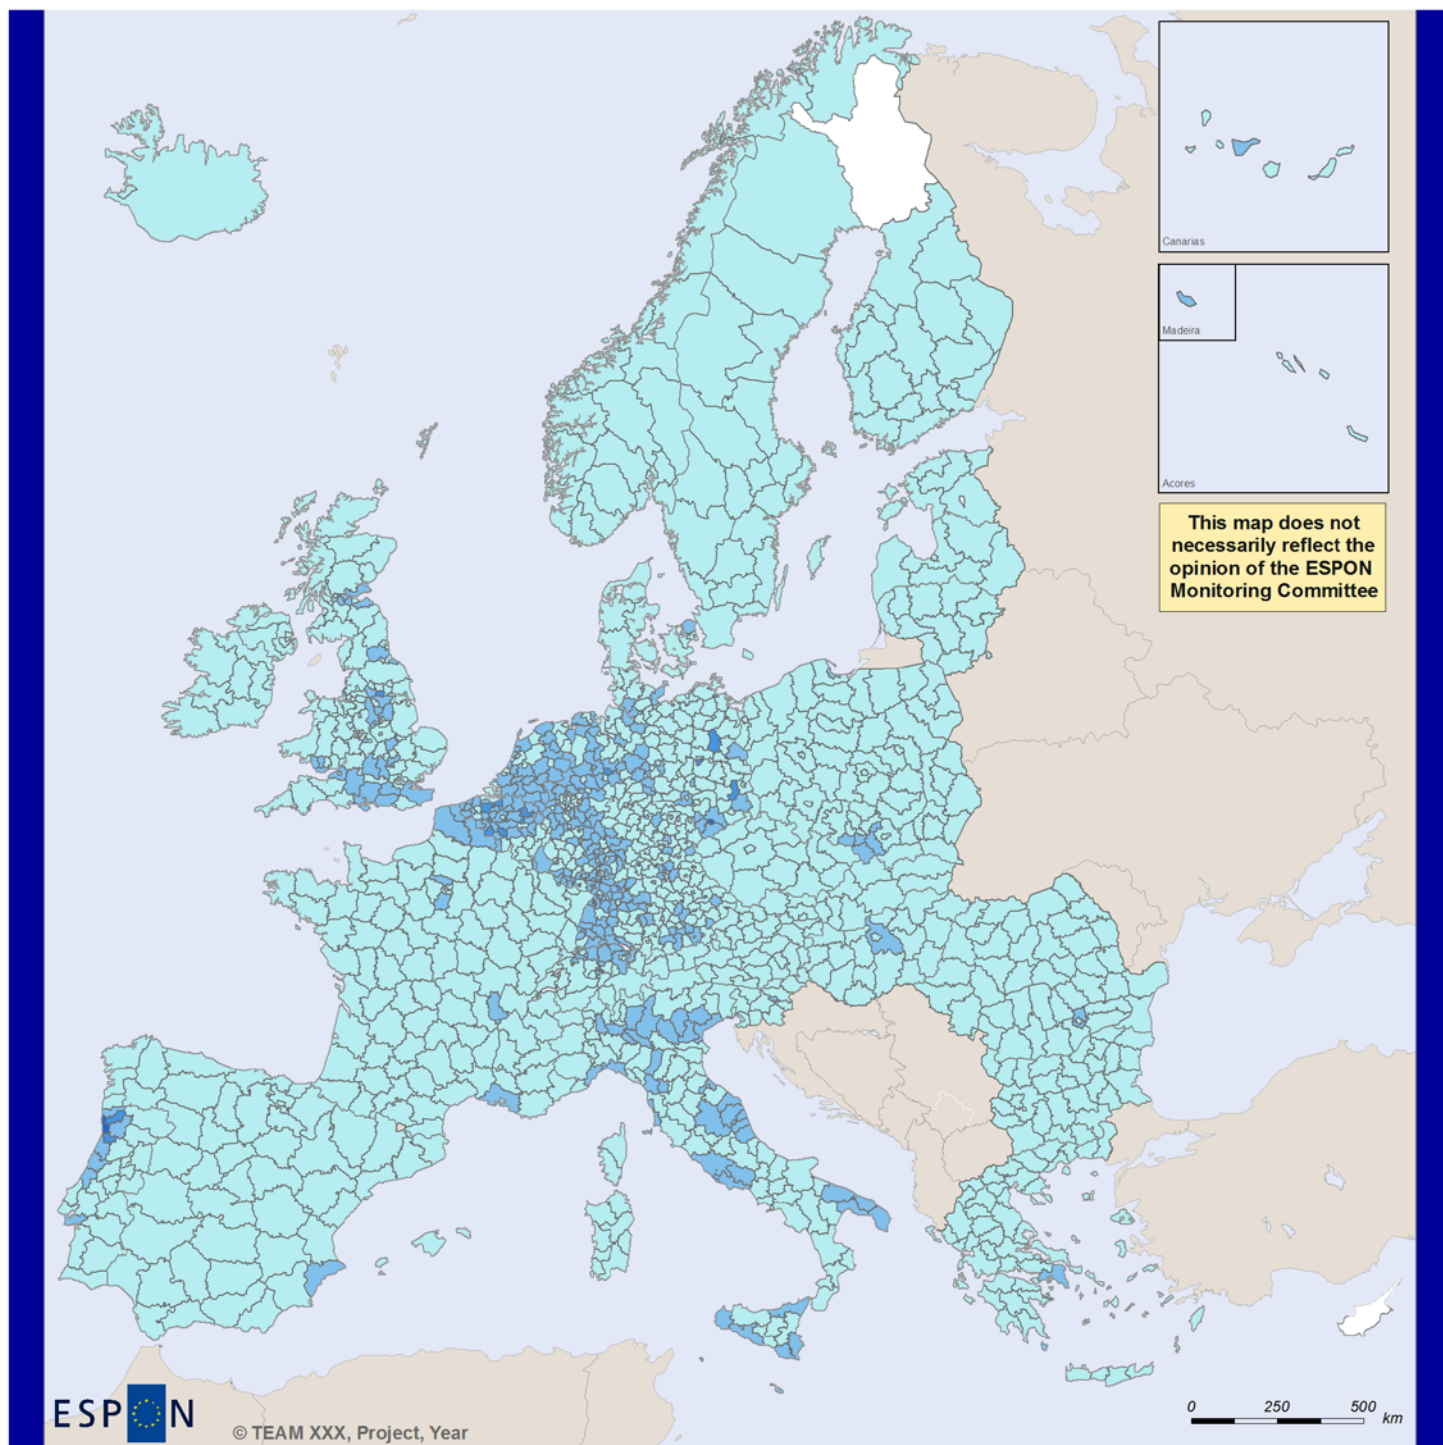 Canarias
Madeira
Acores
This map does not
necessarily reflect the
opinion of the ESPON
Monitoring Committee
ESPON
© TEAM XXX, Project, Year
0 250 500
km